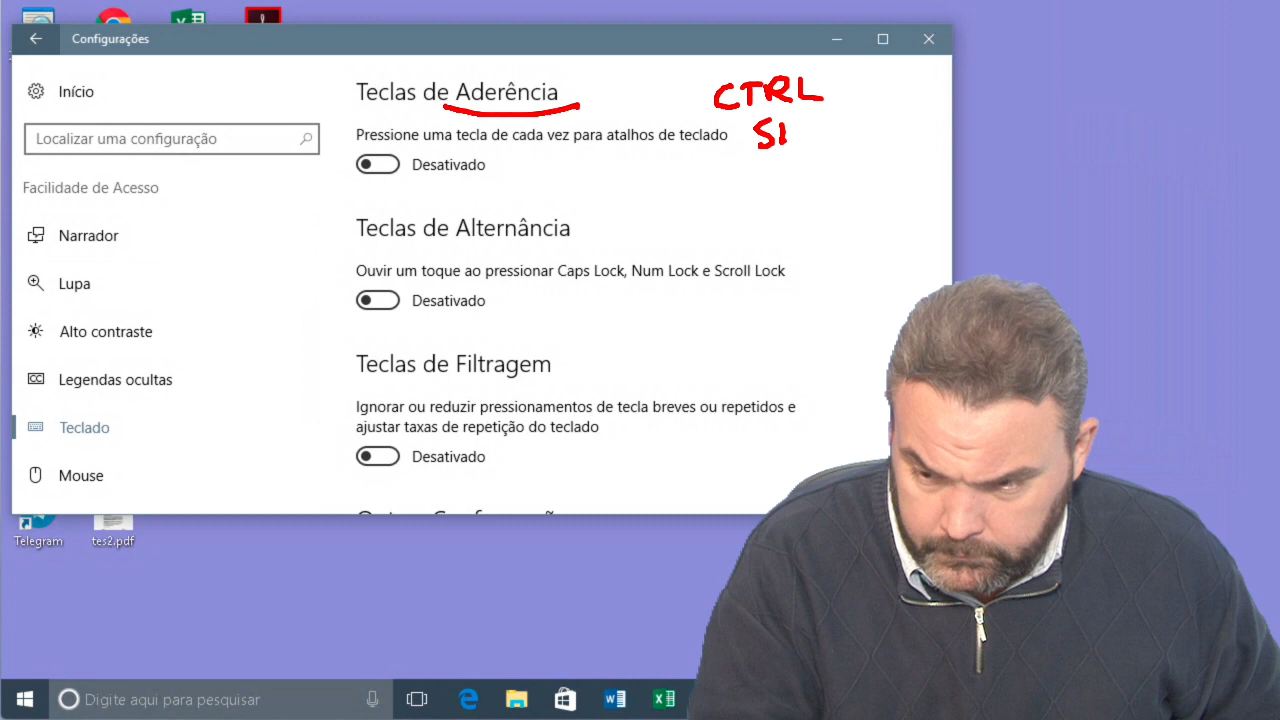 Configurações
Início
Localizar uma configuração
Facilidade de Acesso
Narrador
Lupa
Alto contraste
Legendas ocultas
Teclado
Mouse
Teclas de Aderência
Pressione uma tecla de cada vez para atalhos de teclado
Desativado
CTRL
SI
Teclas de Alternância
Ouvir um toque ao pressionar Caps Lock, Num Lock e Scroll Lock
Desativado
Teclas de Filtragem
Ignorar ou reduzir pressionamentos de tecla breves ou repetidos e
ajustar taxas de repetição do teclado
Desativado
Telegram
tes2.pdf
Digite aqui para pesquisar